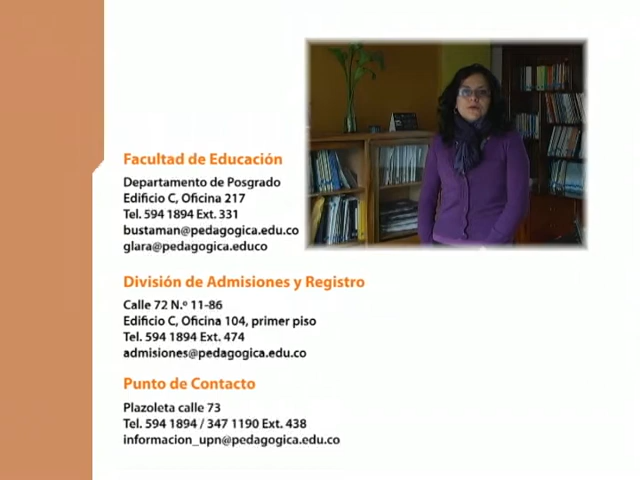 Facultad de Educación
Departamento de Posgrado
Edificio C, Oficina 217
Tel. 594 1894 Ext. 331
bustaman@pedagogica.edu.co
glara@pedagogica.educo
División de Admisiones y Registro
Calle 72 N.º 11-86
Edificio C, Oficina 104, primer piso
Tel. 594 1894 Ext. 474
admisiones@pedagogica.edu.co
Punto de Contacto
Plazoleta calle 73
Tel. 594 1894 / 347 1190 Ext. 438
informacion_upn@pedagogica.edu.co